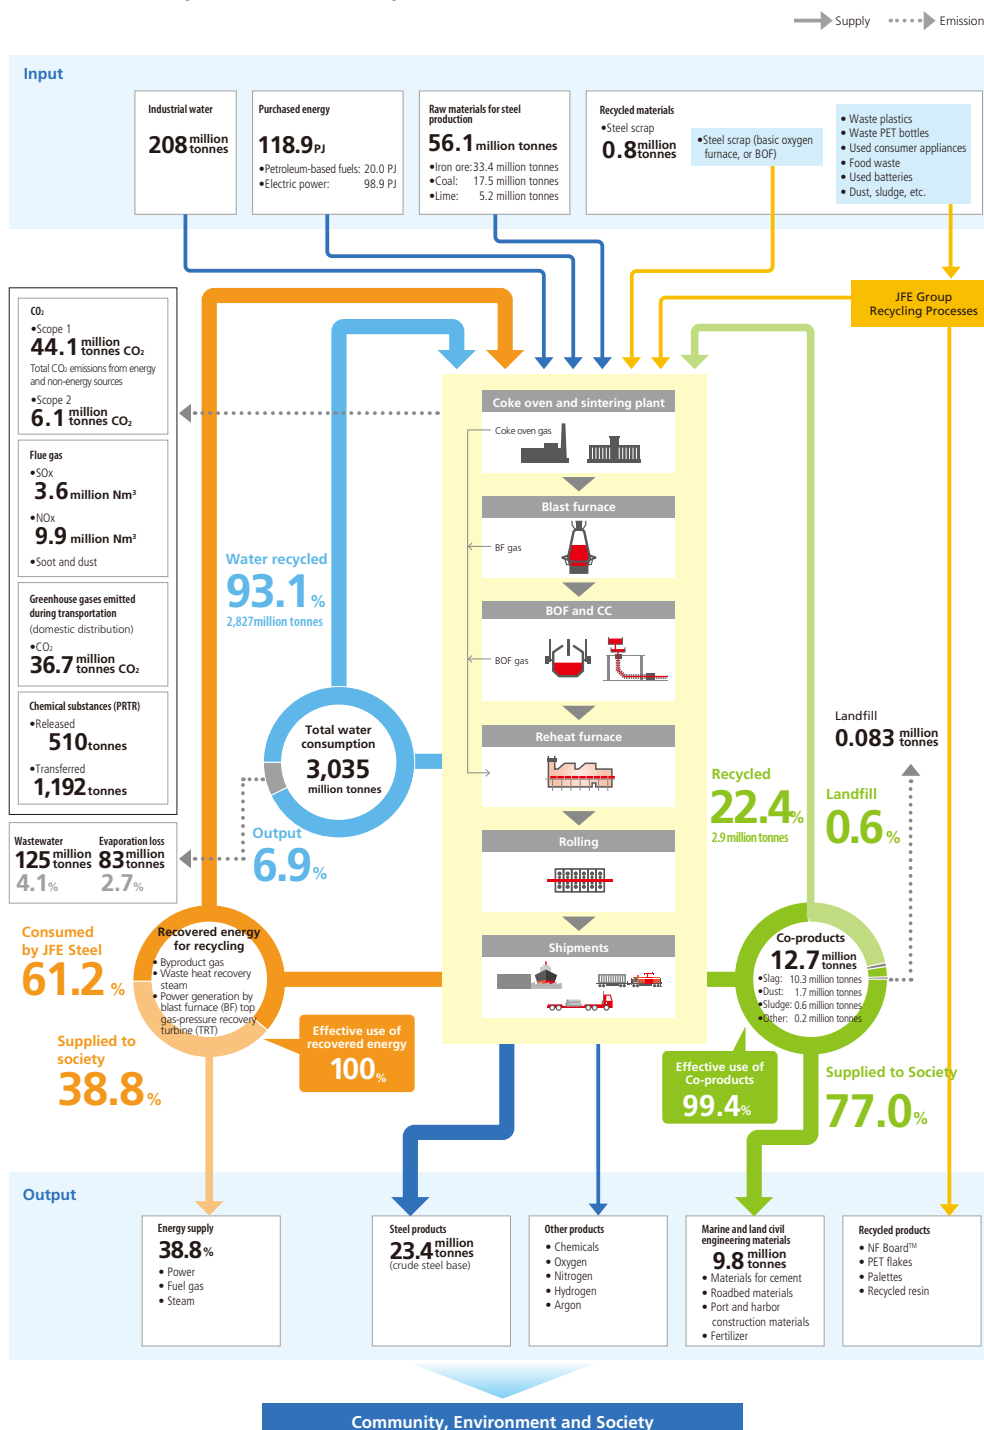 Supply
Emission
Input
Industrial water
208 million tonnes
Purchased energy
118.9 PJ
•Petroleum-based fuels: 20.0 PJ
•Electric power: 98.9 PJ
Raw materials for steel
production
56.1 million tonnes
•Iron ore: 33.4 million tonnes
•Coal: 17.5 million tonnes
•Lime: 5.2 million tonnes
Recycled materials
•Steel scrap
0.8 million tonnes
•Steel scrap (basic oxygen
furnace, or BOF)
• Waste plastics
• Waste PET bottles
• Used consumer appliances
• Food waste
• Used batteries
• Dust, sludge, etc.
JFE Group
Recycling Processes
CO₂
•Scope 1
44.1 million tonnes CO₂
Total CO₂ emissions from energy
and non-energy sources
•Scope 2
6.1 million tonnes CO₂
Flue gas
•SOx
3.6 million Nm³
•NOx
9.9 million Nm³
•Soot and dust
Greenhouse gases emitted
during transportation
(domestic distribution)
•CO₂
36.7 million tonnes CO₂
Chemical substances (PRTR)
•Released
510 tonnes
•Transferred
1,192 tonnes
Wastewater
125 million tonnes
4.1%
Evaporation loss
83 million tonnes
2.7%
Water recycled
93.1%
2,827 million tonnes
Total water
consumption
3,035
million tonnes
Output
6.9%
Coke oven and sintering plant
Coke oven gas
Blast furnace
BF gas
BOF and CC
BOF gas
Reheat furnace
Rolling
Shipments
Landfill
0.083 million tonnes
Recycled
22.4%
2.9 million tonnes
Landfill
0.6%
Consumed
by JFE Steel
61.2%
Recovered energy
for recycling
• Byproduct gas
• Waste heat recovery
steam
• Power generation by
blast furnace (BF) top
gas-pressure recovery
turbine (TRT)
Supplied to
society
38.8%
Effective use of
recovered energy
100%
Co-products
12.7 million tonnes
•Slag: 10.3 million tonnes
•Dust: 1.7 million tonnes
•Sludge: 0.6 million tonnes
•Other: 0.2 million tonnes
Effective use of
Co-products
99.4%
Supplied to Society
77.0%
Output
Energy supply
38.8%
• Power
• Fuel gas
• Steam
Steel products
23.4 million tonnes
(crude steel base)
Other products
• Chemicals
• Oxygen
• Nitrogen
• Hydrogen
• Argon
Marine and land civil
engineering materials
9.8 million tonnes
• Materials for cement
• Roadbed materials
• Port and harbor
construction materials
• Fertilizer
Recycled products
• NF Board™
• PET flakes
• Palettes
• Recycled resin
Community, Environment and Society